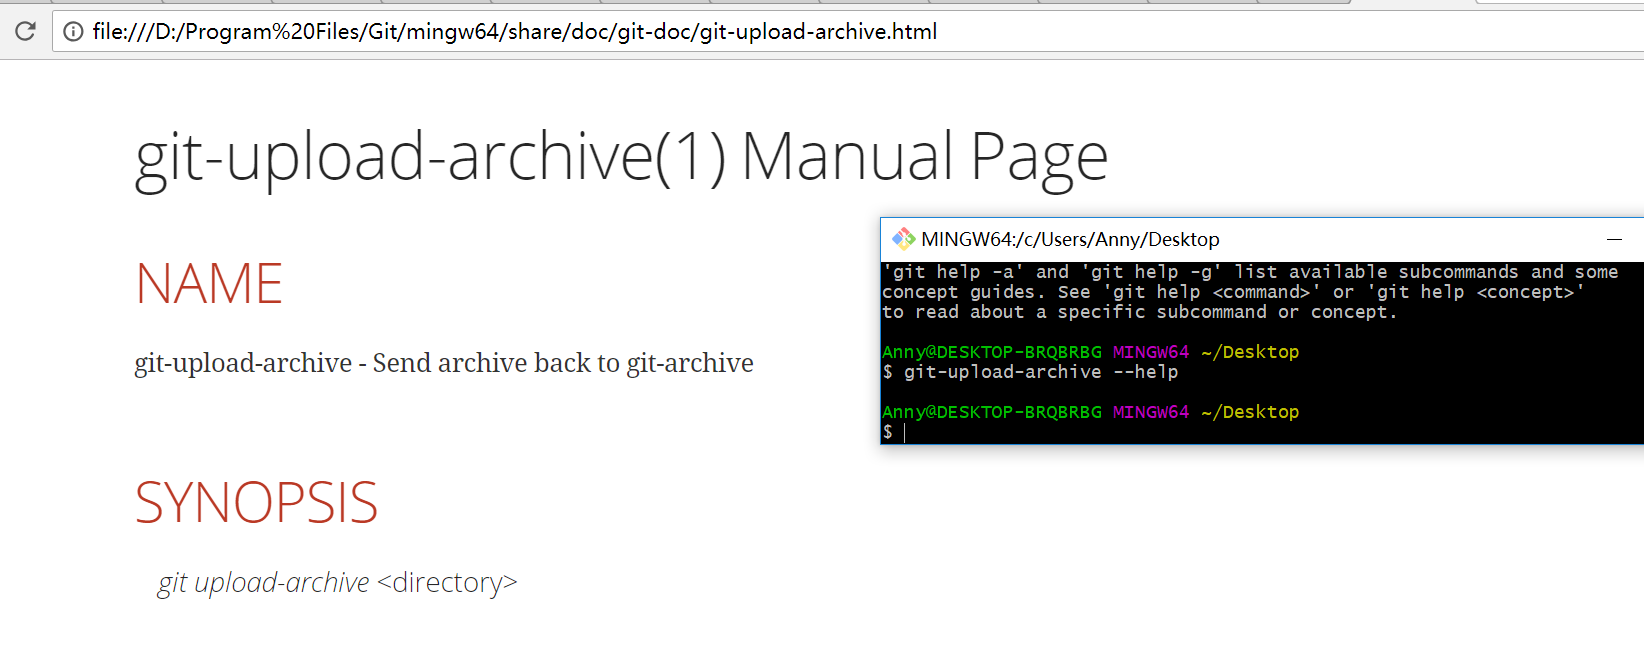 file:///D:/Program%20Files/Git/mingw64/share/doc/git-doc/git-upload-archive.html
git-upload-archive(1) Manual Page
NAME
git-upload-archive - Send archive back to git-archive
SYNOPSIS
git upload-archive <directory>
MINGW64:/c/Users/Anny/Desktop
'git help -a' and 'git help -g' list available subcommands and some
concept guides. See 'git help <command>' or 'git help <concept>'
to read about a specific subcommand or concept.
Anny@DESKTOP-BRQBRBG MINGW64 ~/Desktop
$ git-upload-archive --help
Anny@DESKTOP-BRQBRBG MINGW64 ~/Desktop
$